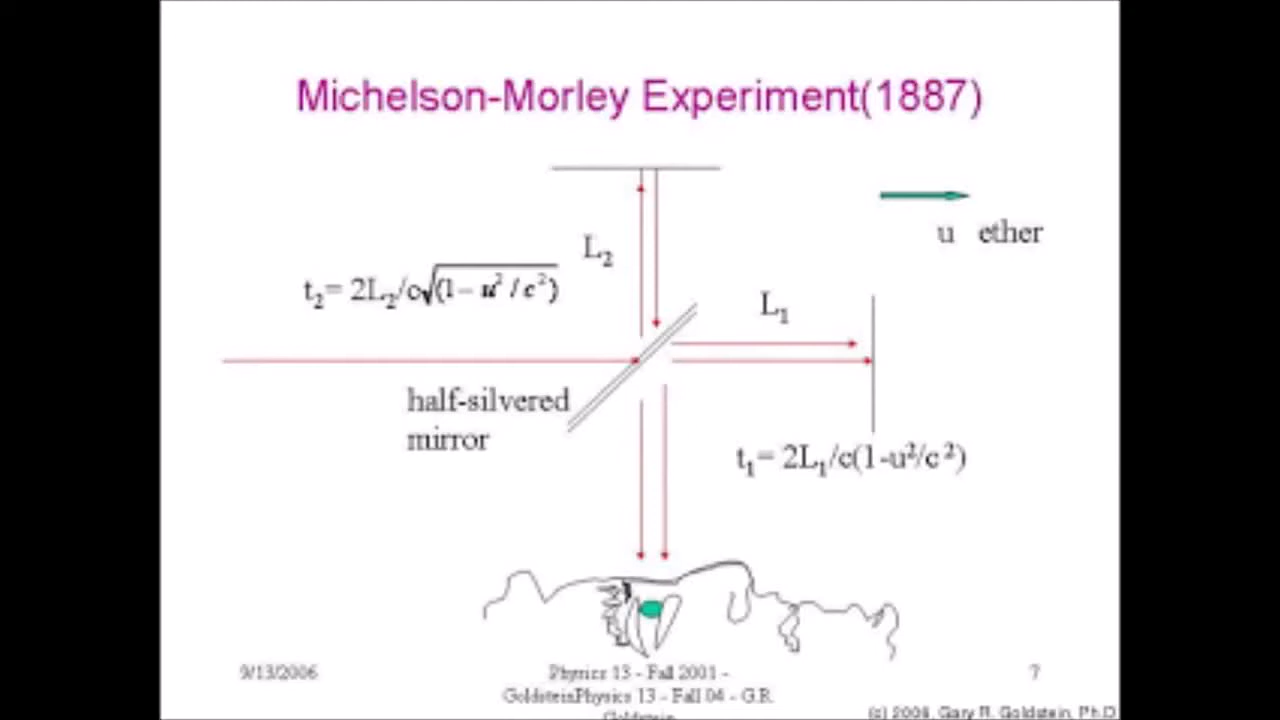 Michelson-Morley Experiment(1887)
u ether
L₂
t₂= 2L₂/c√(1− u²/c²)
L₁
half-silvered
mirror
t₁= 2L₁/c(1-u²/c²)
9/13/2006
Physics 13 - Fall 2001 -
GoldsteinPhysics 13 - Fall 04 - G.R.
Goldstein
7
(c) 2006, Gary R. Goldstein, Ph.D